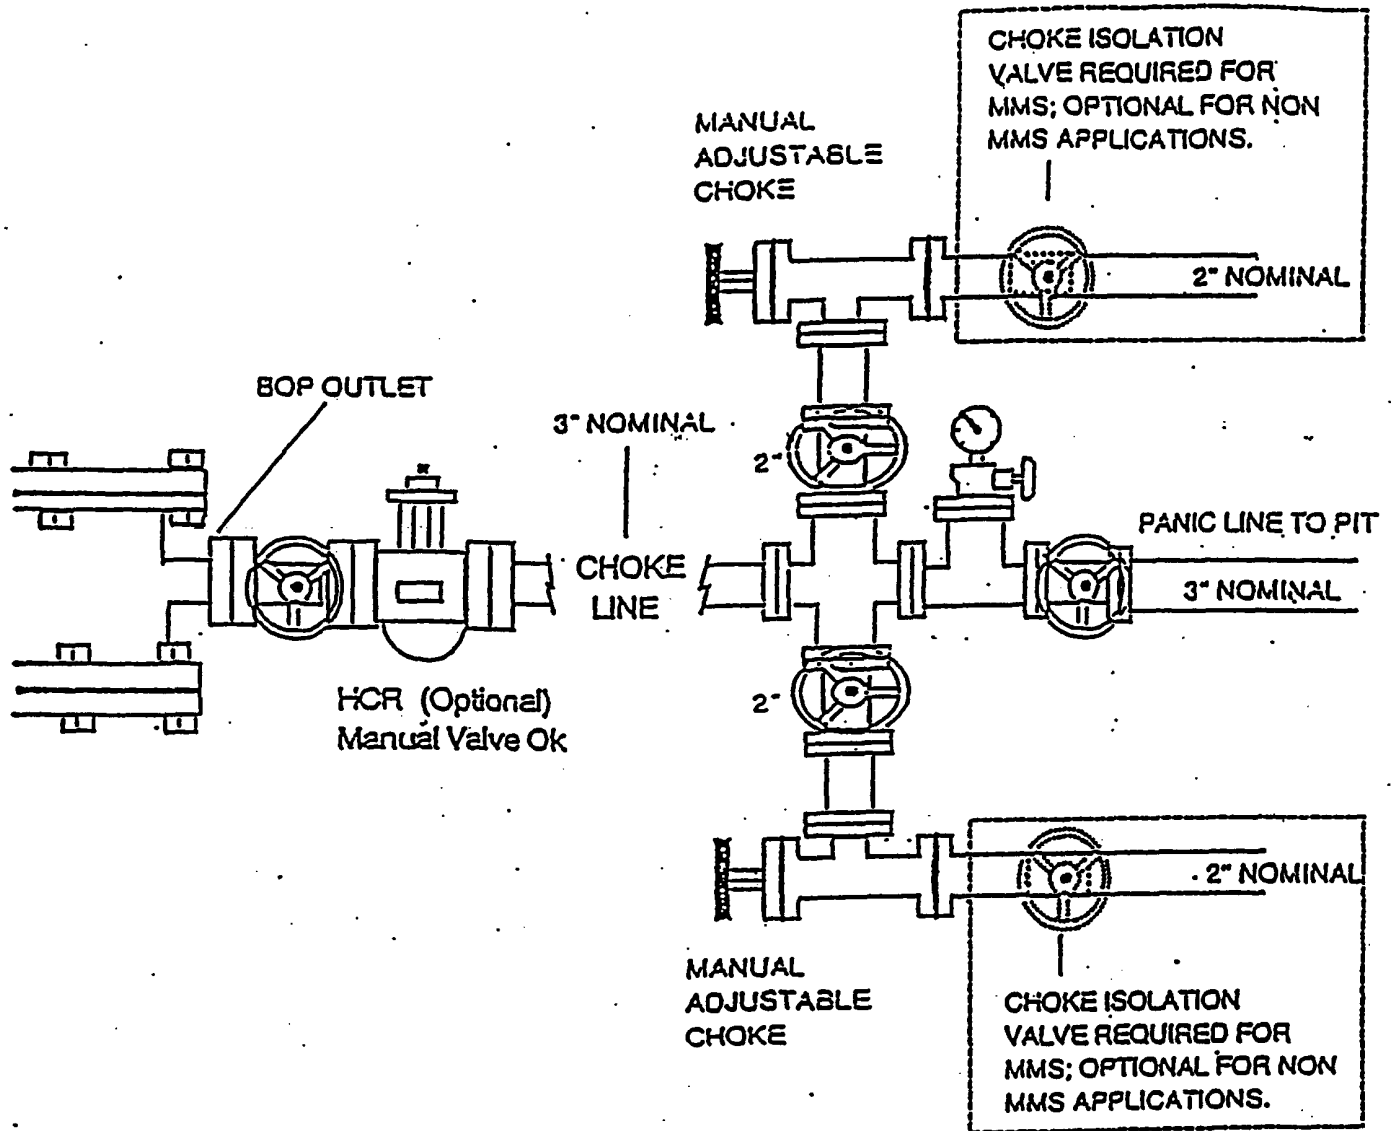 CHOKE ISOLATION
VALVE REQUIRED FOR
MMS; OPTIONAL FOR NON
MMS APPLICATIONS.
MANUAL
ADJUSTABLE
CHOKE
2" NOMINAL
BOP OUTLET
3" NOMINAL
2"
PANIC LINE TO PIT
CHOKE
LINE
3" NOMINAL
HCR (Optional)
Manual Valve Ok
2"
2" NOMINAL
MANUAL
ADJUSTABLE
CHOKE
CHOKE ISOLATION
VALVE REQUIRED FOR
MMS; OPTIONAL FOR NON
MMS APPLICATIONS.